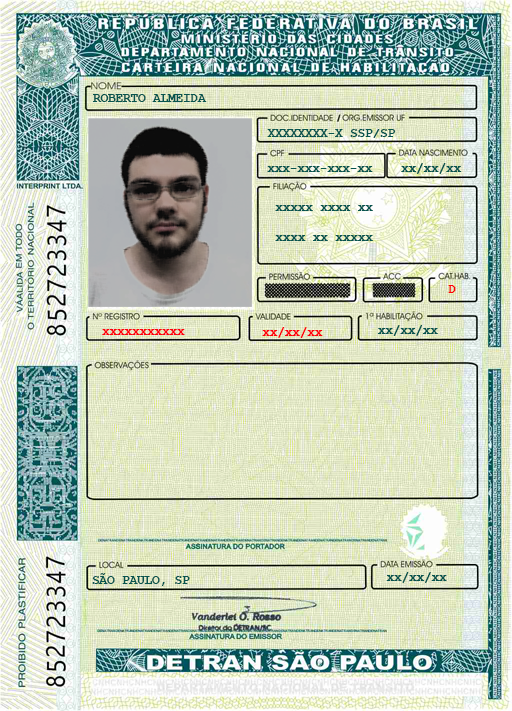 REPÚBLICA FEDERATIVA DO BRASIL
MINISTÉRIO DAS CIDADES
DEPARTAMENTO NACIONAL DE TRÂNSITO
CARTEIRA NACIONAL DE HABILITAÇÃO
NOME
ROBERTO ALMEIDA
DOC.IDENTIDADE / ORG.EMISSOR UF
XXXXXXXX-X SSP/SP
CPF
xxx-xxx-xxx-xx
DATA NASCIMENTO
xx/xx/xx
FILIAÇÃO
xxxxx xxxx xx
xxxx xx xxxxx
PERMISSÃO
ACC
CAT.HAB.
D
INTERPRINT LTDA.
VÁALIDA EM TODO
O TERRITÓRIO NACIONAL
852723347
Nº REGISTRO
xxxxxxxxxxx
VALIDADE
xx/xx/xx
1ª HABILITAÇÃO
xx/xx/xx
OBSERVAÇÕES
ASSINATURA DO PORTADOR
LOCAL
SÃO PAULO, SP
DATA EMISSÃO
xx/xx/xx
PROIBIDO PLASTIFICAR
852723347
Vanderlei O. Rosso
Diretor do DETRAN/SC
ASSINATURA DO EMISSOR
DETRAN SÃO PAULO
DEPARTAMENTO NACIONAL DE TRÂNSITO